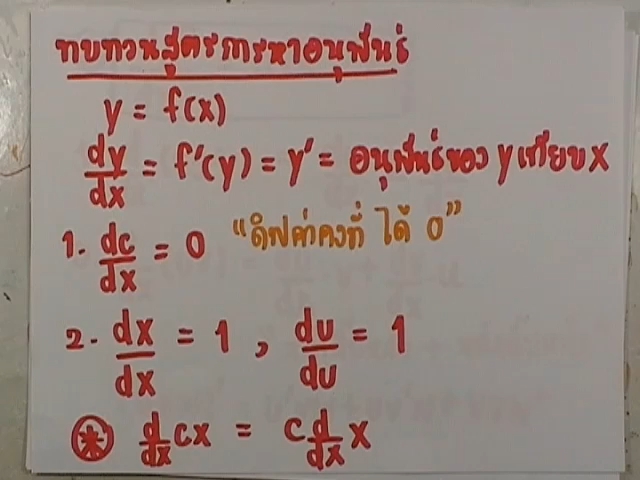 ทบทวนสูตรการหาอนุพันธ์
y = f(x)
dy/dx = f'(y) = y' = อนุพันธ์ของ y เทียบ x
1. dc/dx = 0 "ดิฟค่าคงที่ ได้ 0"
2. dx/dx = 1 , du/du = 1
* d/dx cx = c d/dx x